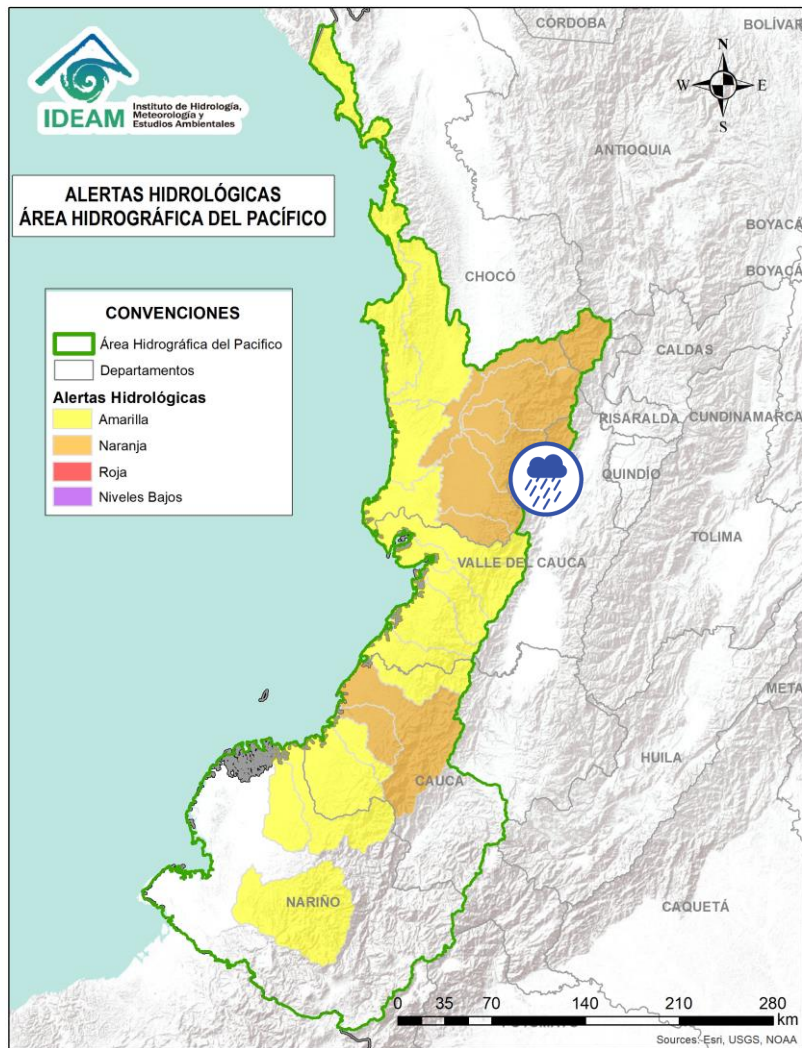 CÓRDOBA
BOLÍVAR
N
W
E
S
IDEAM
Instituto de Hidrología,
Meteorología y
Estudios Ambientales
ANTIOQUIA
ALERTAS HIDROLÓGICAS
ÁREA HIDROGRÁFICA DEL PACÍFICO
BOYACÁ
BOYACÁ
CHOCÓ
CONVENCIONES
Área Hidrográfica del Pacifico
Departamentos
Alertas Hidrológicas
Amarilla
Naranja
Roja
Niveles Bajos
CALDAS
RISARALDA
CUNDINAMARCA
QUINDÍO
TOLIMA
VALLE DEL CAUCA
META
HUILA
CAUCA
NARIÑO
CAQUETÁ
0 35 70 140 210 280
km
Sources: Esri, USGS, NOAA